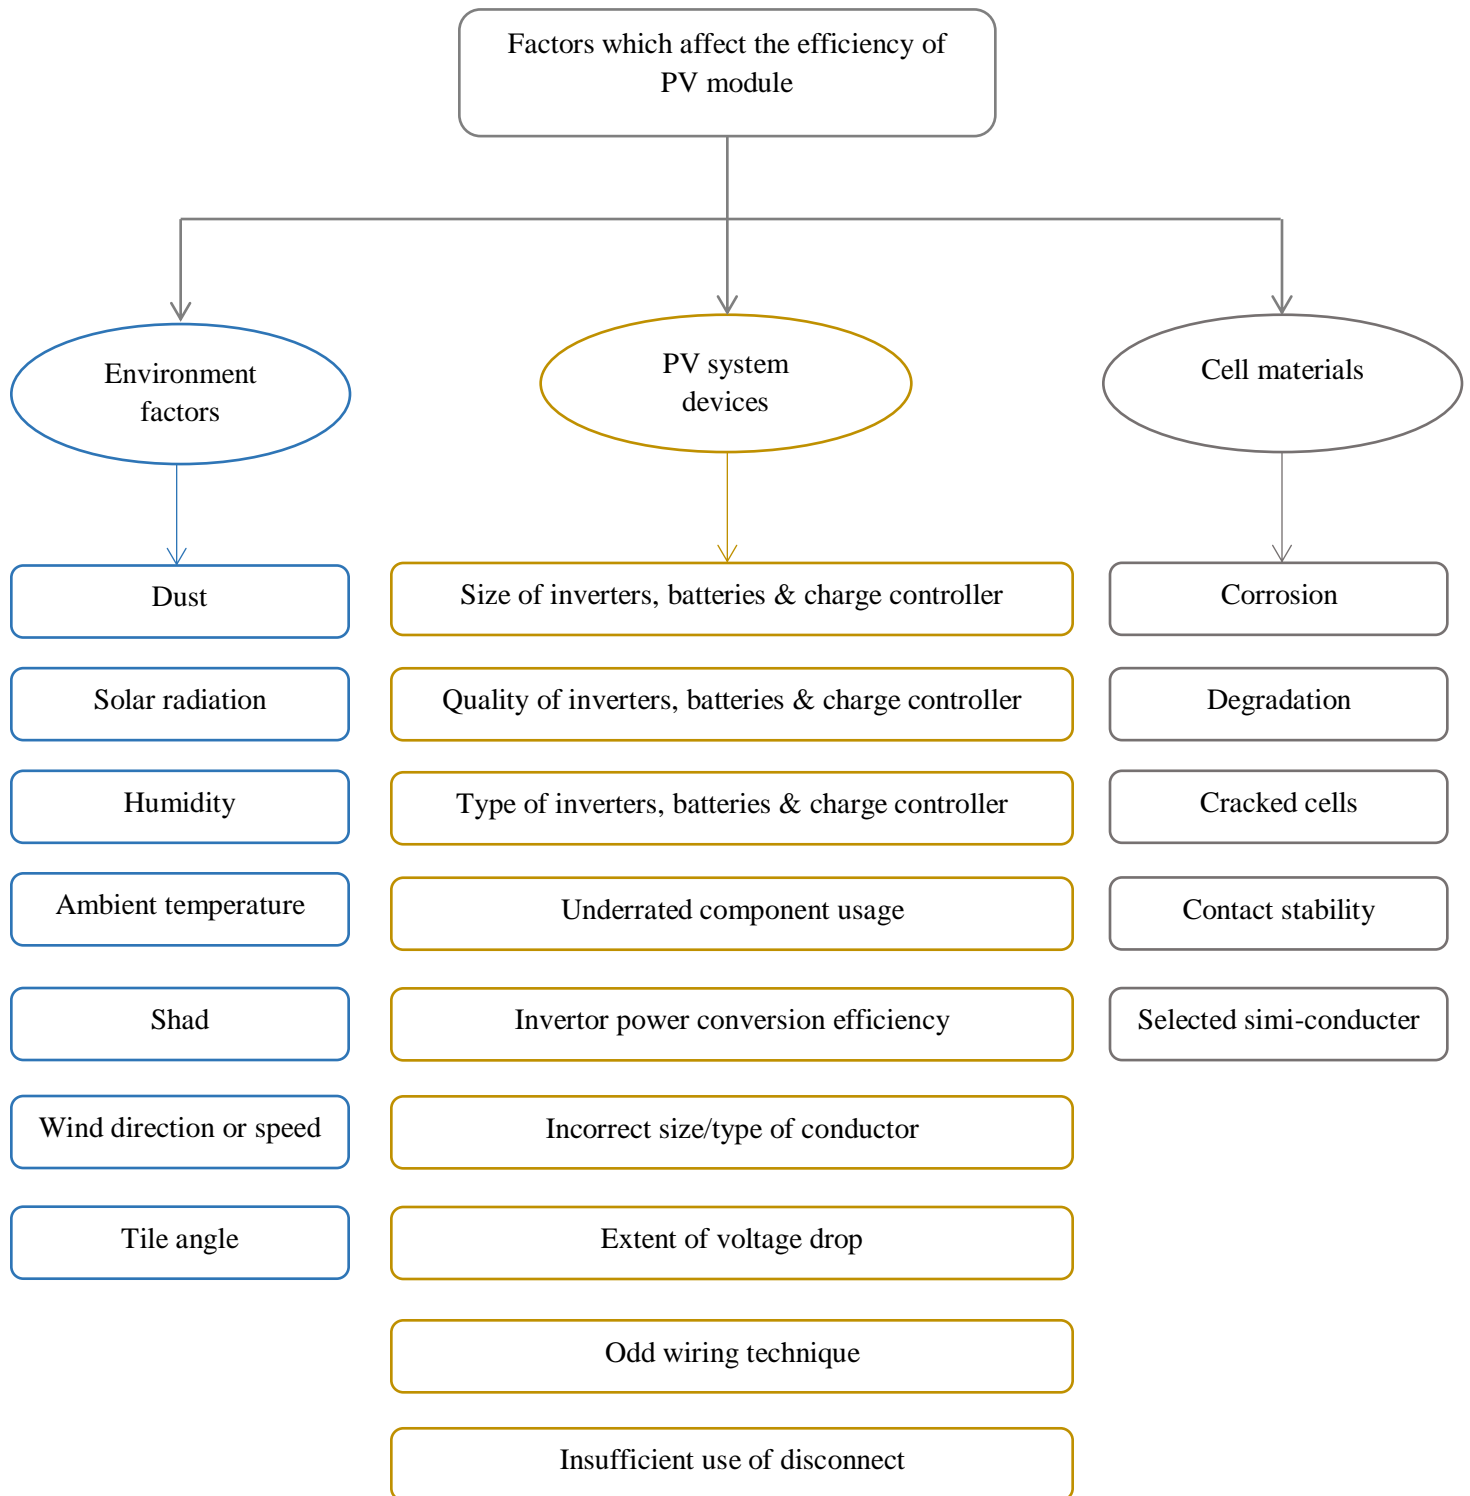 Factors which affect the efficiency of
PV module
Environment
factors
PV system
devices
Cell materials
Dust
Solar radiation
Humidity
Ambient temperature
Shad
Wind direction or speed
Tile angle
Size of inverters, batteries & charge controller
Quality of inverters, batteries & charge controller
Type of inverters, batteries & charge controller
Underrated component usage
Invertor power conversion efficiency
Incorrect size/type of conductor
Extent of voltage drop
Odd wiring technique
Insufficient use of disconnect
Corrosion
Degradation
Cracked cells
Contact stability
Selected simi-conducter